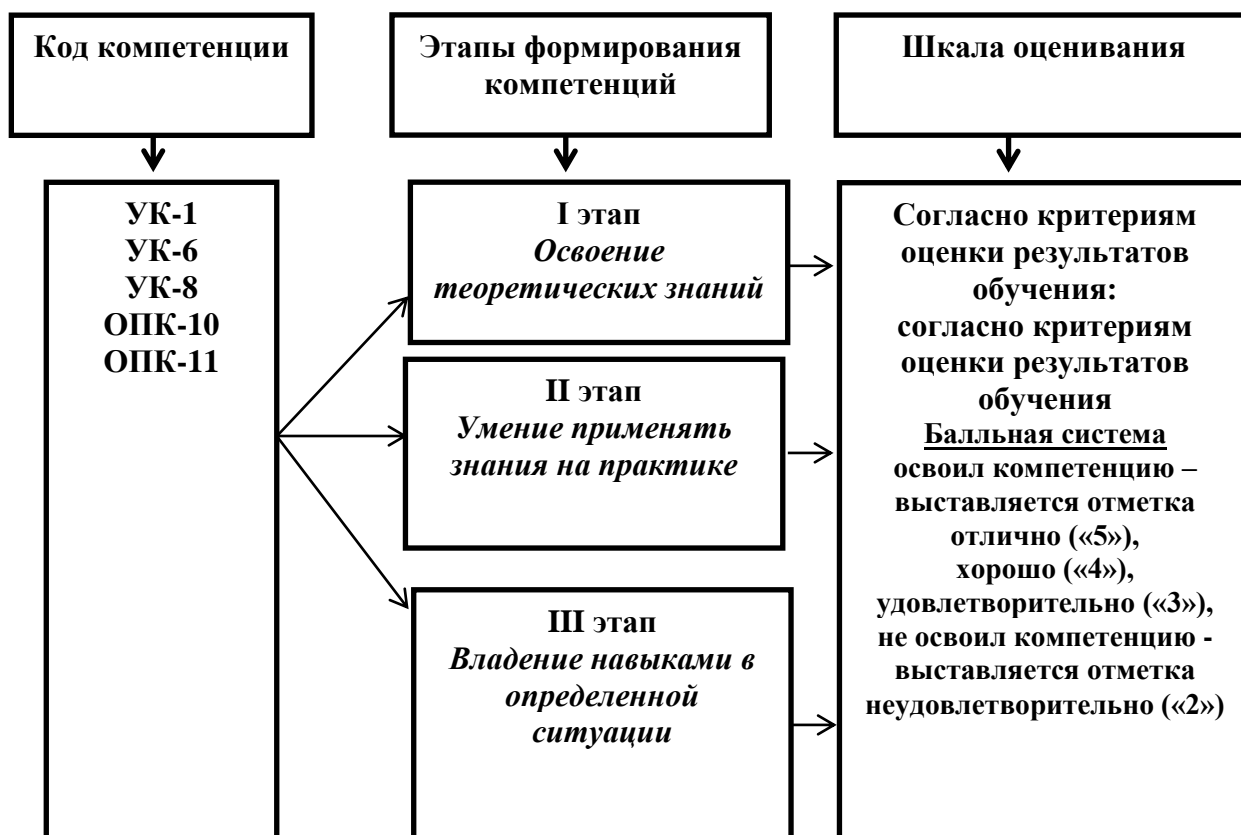 Код компетенции
Этапы формирования
компетенций
Шкала оценивания
УК-1
УК-6
УК-8
ОПК-10
ОПК-11
I этап
Освоение
теоретических знаний
II этап
Умение применять
знания на практике
III этап
Владение навыками в
определенной
ситуации
Согласно критериям
оценки результатов
обучения:
согласно критериям
оценки результатов
обучения
Балльная система
освоил компетенцию –
выставляется отметка
отлично («5»),
хорошо («4»),
удовлетворительно («3»),
не освоил компетенцию -
выставляется отметка
неудовлетворительно («2»)